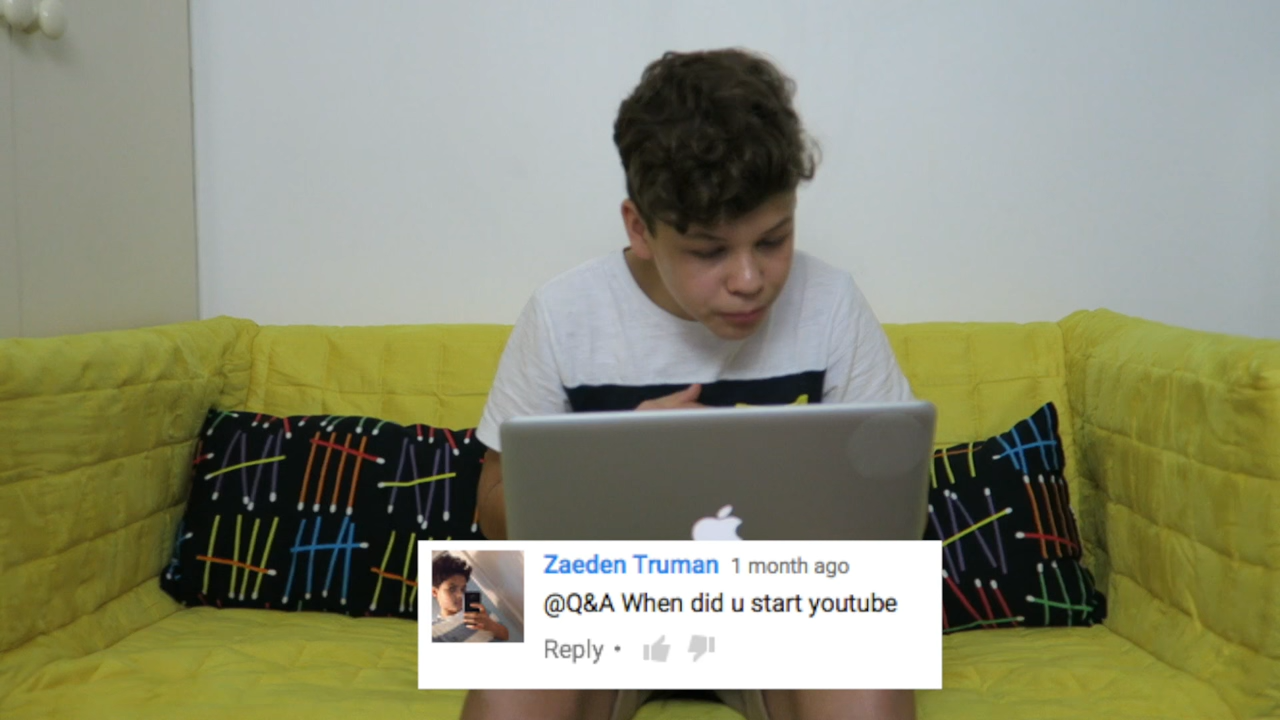 Zaeden Truman 1 month ago
@Q&A When did u start youtube
Reply •